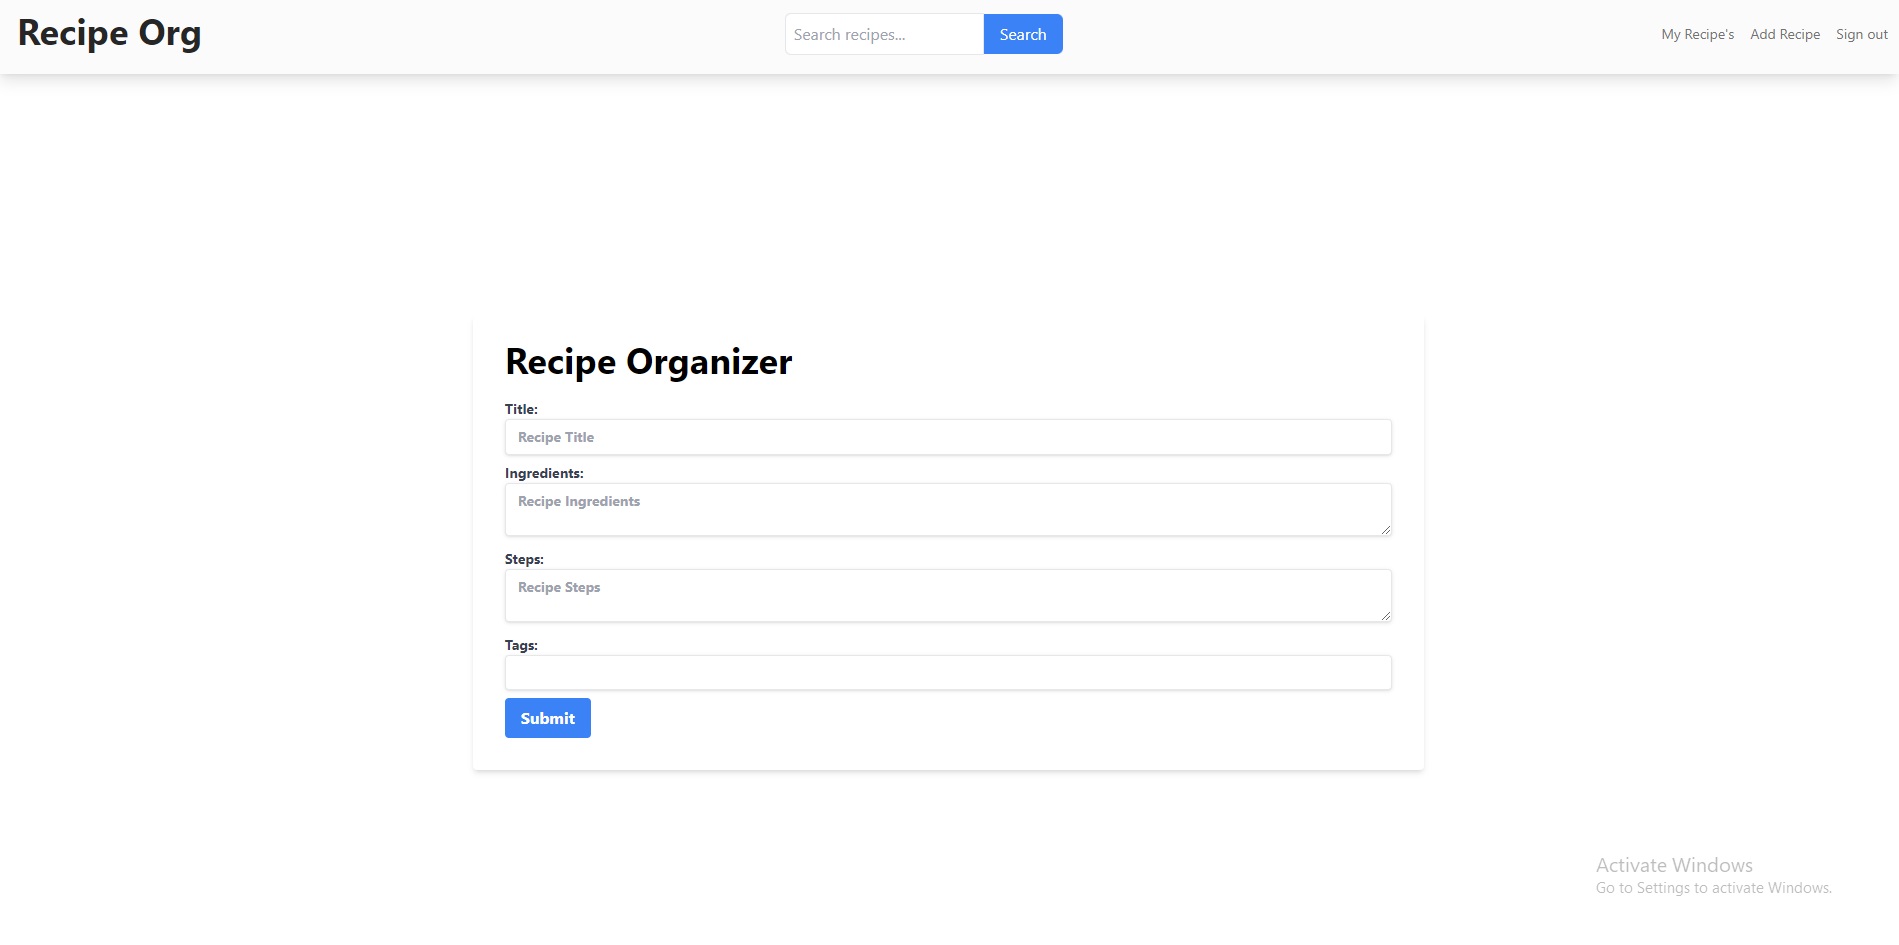 Recipe Org
Search recipes...
Search
My Recipe's
Add Recipe
Sign out
Recipe Organizer
Title:
Recipe Title
Ingredients:
Recipe Ingredients
Steps:
Recipe Steps
Tags:
Submit
Activate Windows
Go to Settings to activate Windows.